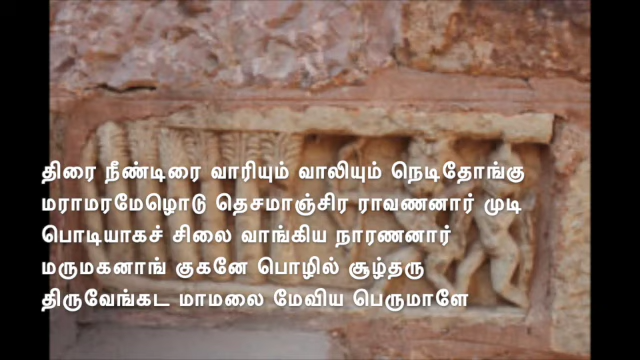 திரை நீண்டிரை வாரியும் வாலியும் நெடிதோங்கு
மராமரமேழொடு தெசமாஞ்சிர ராவணனார் முடி
பொடியாகச் சிலை வாங்கிய நாரணனார்
மருமகனாங் குகனே பொழில் சூழ்தரு
திருவேங்கட மாமலை மேவிய பெருமாளே